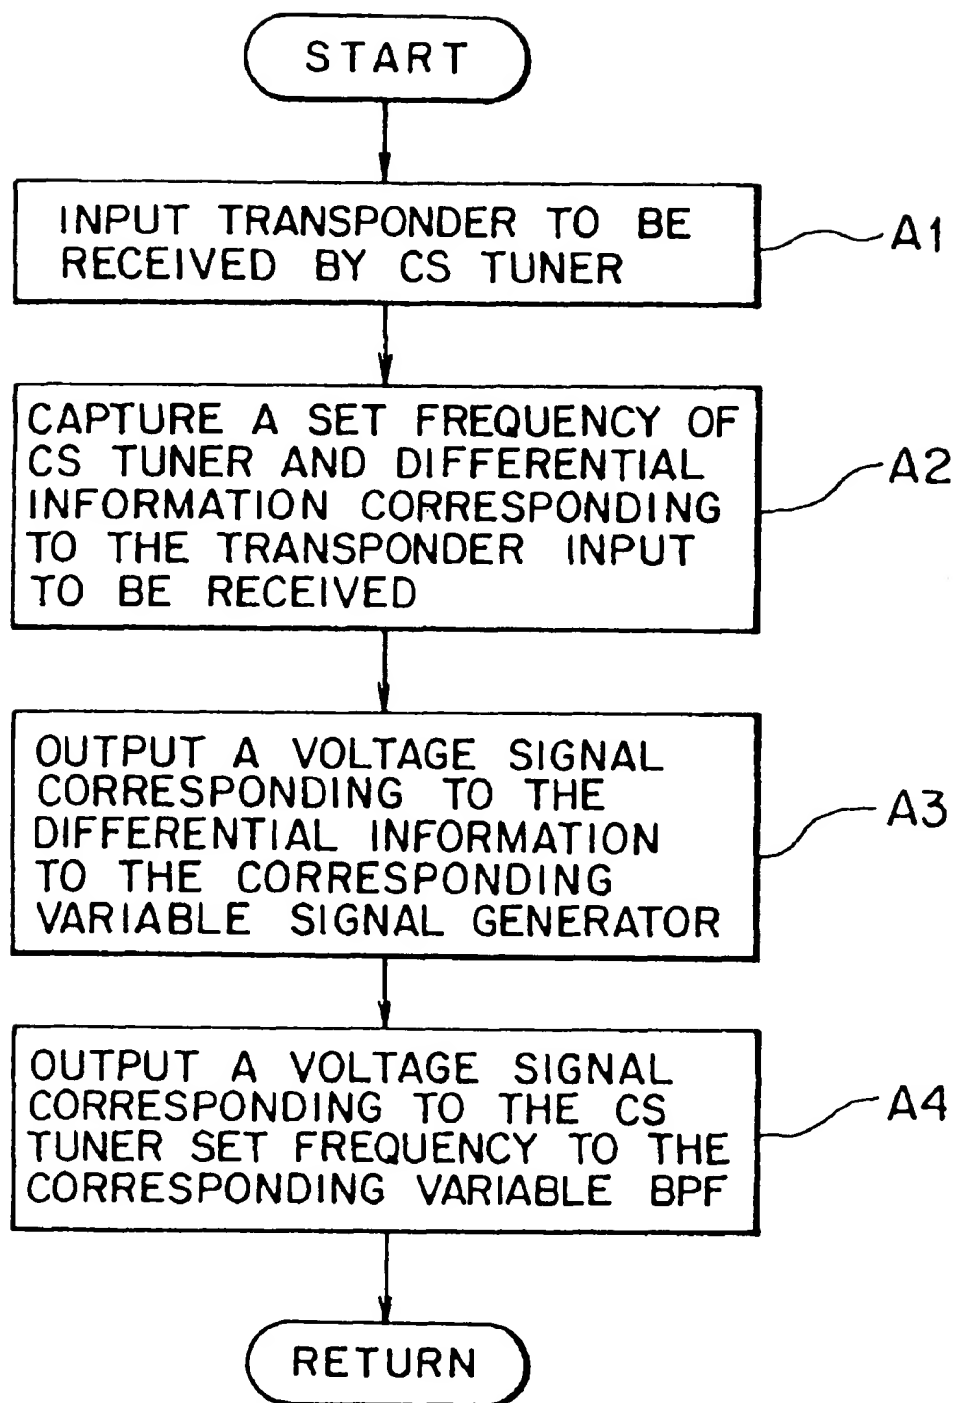 START
INPUT TRANSPONDER TO BE
RECEIVED BY CS TUNER
A1
CAPTURE A SET FREQUENCY OF
CS TUNER AND DIFFERENTIAL
INFORMATION CORRESPONDING
TO THE TRANSPONDER INPUT
TO BE RECEIVED
A2
OUTPUT A VOLTAGE SIGNAL
CORRESPONDING TO THE
DIFFERENTIAL INFORMATION
TO THE CORRESPONDING
VARIABLE SIGNAL GENERATOR
A3
OUTPUT A VOLTAGE SIGNAL
CORRESPONDING TO THE CS
TUNER SET FREQUENCY TO THE
CORRESPONDING VARIABLE BPF
A4
RETURN